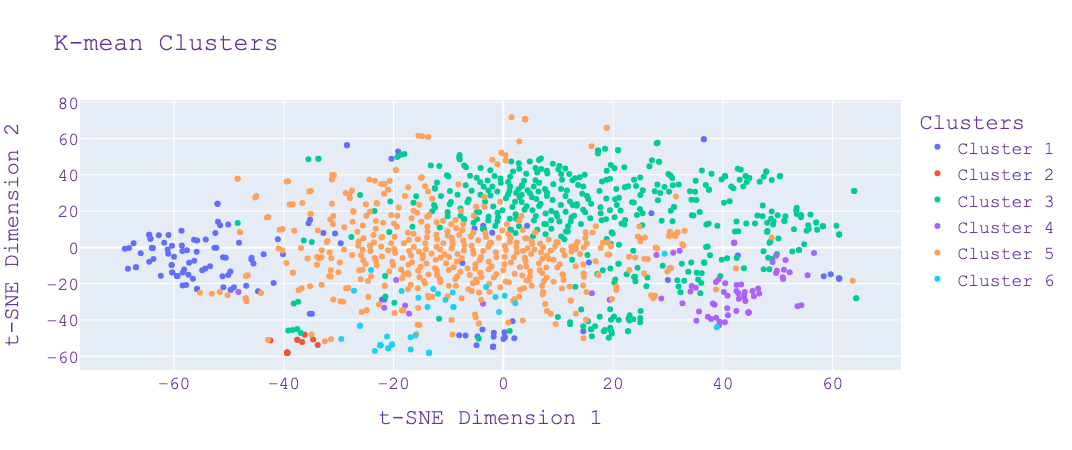 K-mean Clusters
80
60
40
20
0
−20
−40
−60
−60
−40
−20
0
20
40
60
t-SNE Dimension 1
t-SNE Dimension 2
Clusters
Cluster 1
Cluster 2
Cluster 3
Cluster 4
Cluster 5
Cluster 6